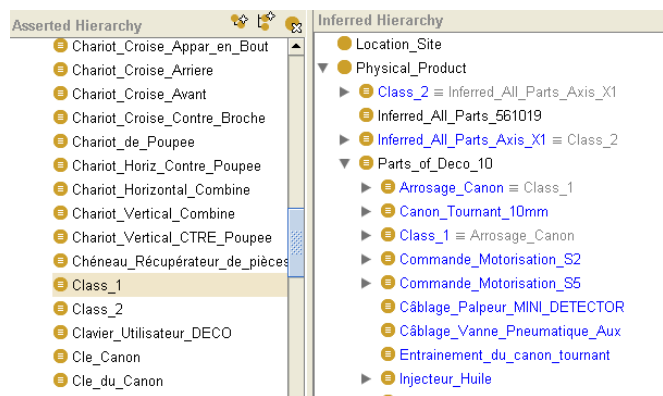 Asserted Hierarchy
Chariot_Croise_Appar_en_Bout
Chariot_Croise_Arriere
Chariot_Croise_Avant
Chariot_Croise_Contre_Broche
Chariot_de_Poupee
Chariot_Horiz_Contre_Poupee
Chariot_Horizontal_Combine
Chariot_Vertical_Combine
Chariot_Vertical_CTRE_Poupee
Chéneau_Récupérateur_de_pièces
Class_1
Class_2
Clavier_Utilisateur_DECO
Cle_Canon
Cle_du_Canon
Inferred Hierarchy
Location_Site
Physical_Product
Class_2 ≡ Inferred_All_Parts_Axis_X1
Inferred_All_Parts_561019
Inferred_All_Parts_Axis_X1 ≡ Class_2
Parts_of_Deco_10
Arrosage_Canon ≡ Class_1
Canon_Tournant_10mm
Class_1 ≡ Arrosage_Canon
Commande_Motorisation_S2
Commande_Motorisation_S5
Câblage_Palpeur_MINI_DETECTOR
Câblage_Vanne_Pneumatique_Aux
Entrainement_du_canon_tournant
Injecteur_Huile